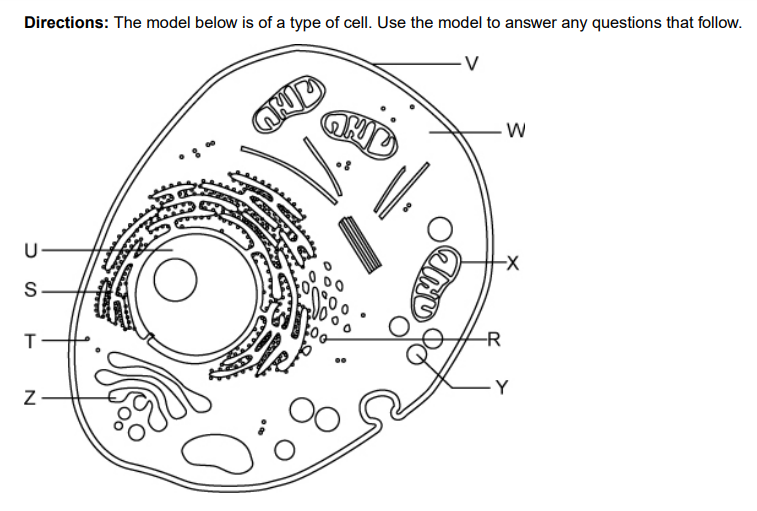 Directions: The model below is of a type of cell. Use the model to answer any questions that follow.
V
W
U
X
S
T
R
Y
Z